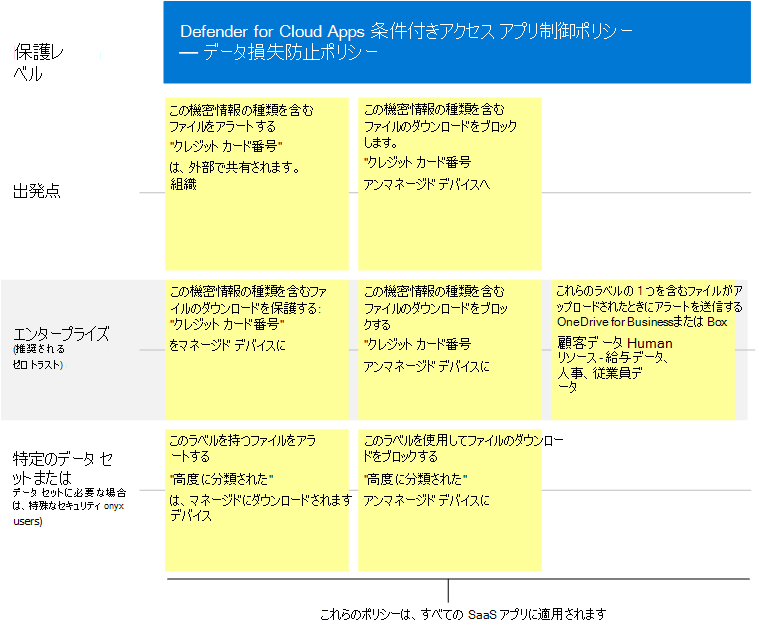 保護レ
ベル
Defender for Cloud Apps 条件付きアクセス アプリ制御ポリシー
— データ損失防止ポリシー
出発点
この機密情報の種類を含む
ファイルをアラートする
"クレジット カード番号"
は、外部で共有されます。
組織
この機密情報の種類を含む
ファイルのダウンロードをブロック
します。
"クレジット カード番号
アンマネージド デバイスへ
エンタープライズ
(推奨される
ゼロ トラスト)
この機密情報の種類を含むファ
イルのダウンロードを保護する:
"クレジット カード番号"
をマネージド デバイスに
この機密情報の種類を含む
ファイルのダウンロードをブロッ
クする
"クレジット カード番号
アンマネージド デバイスに
これらのラベルの 1 つを含むファイルがア
ップロードされたときにアラートを送信する
OneDrive for Businessまたは Box
顧客データ Human
リソース - 給与データ、
人事、従業員デ
ータ
特定のデータ セ
ットまたは
データ セットに必要な場合
は、特殊なセキュリティ onyx
users)
このラベルを持つファイルをアラ
ートする
"高度に分類された"
は、マネージドにダウンロードされます
デバイス
このラベルを使用してファイルのダウンロー
ドをブロックする
"高度に分類された"
アンマネージド デバイスに
これらのポリシーは、すべての SaaS アプリに適用されます